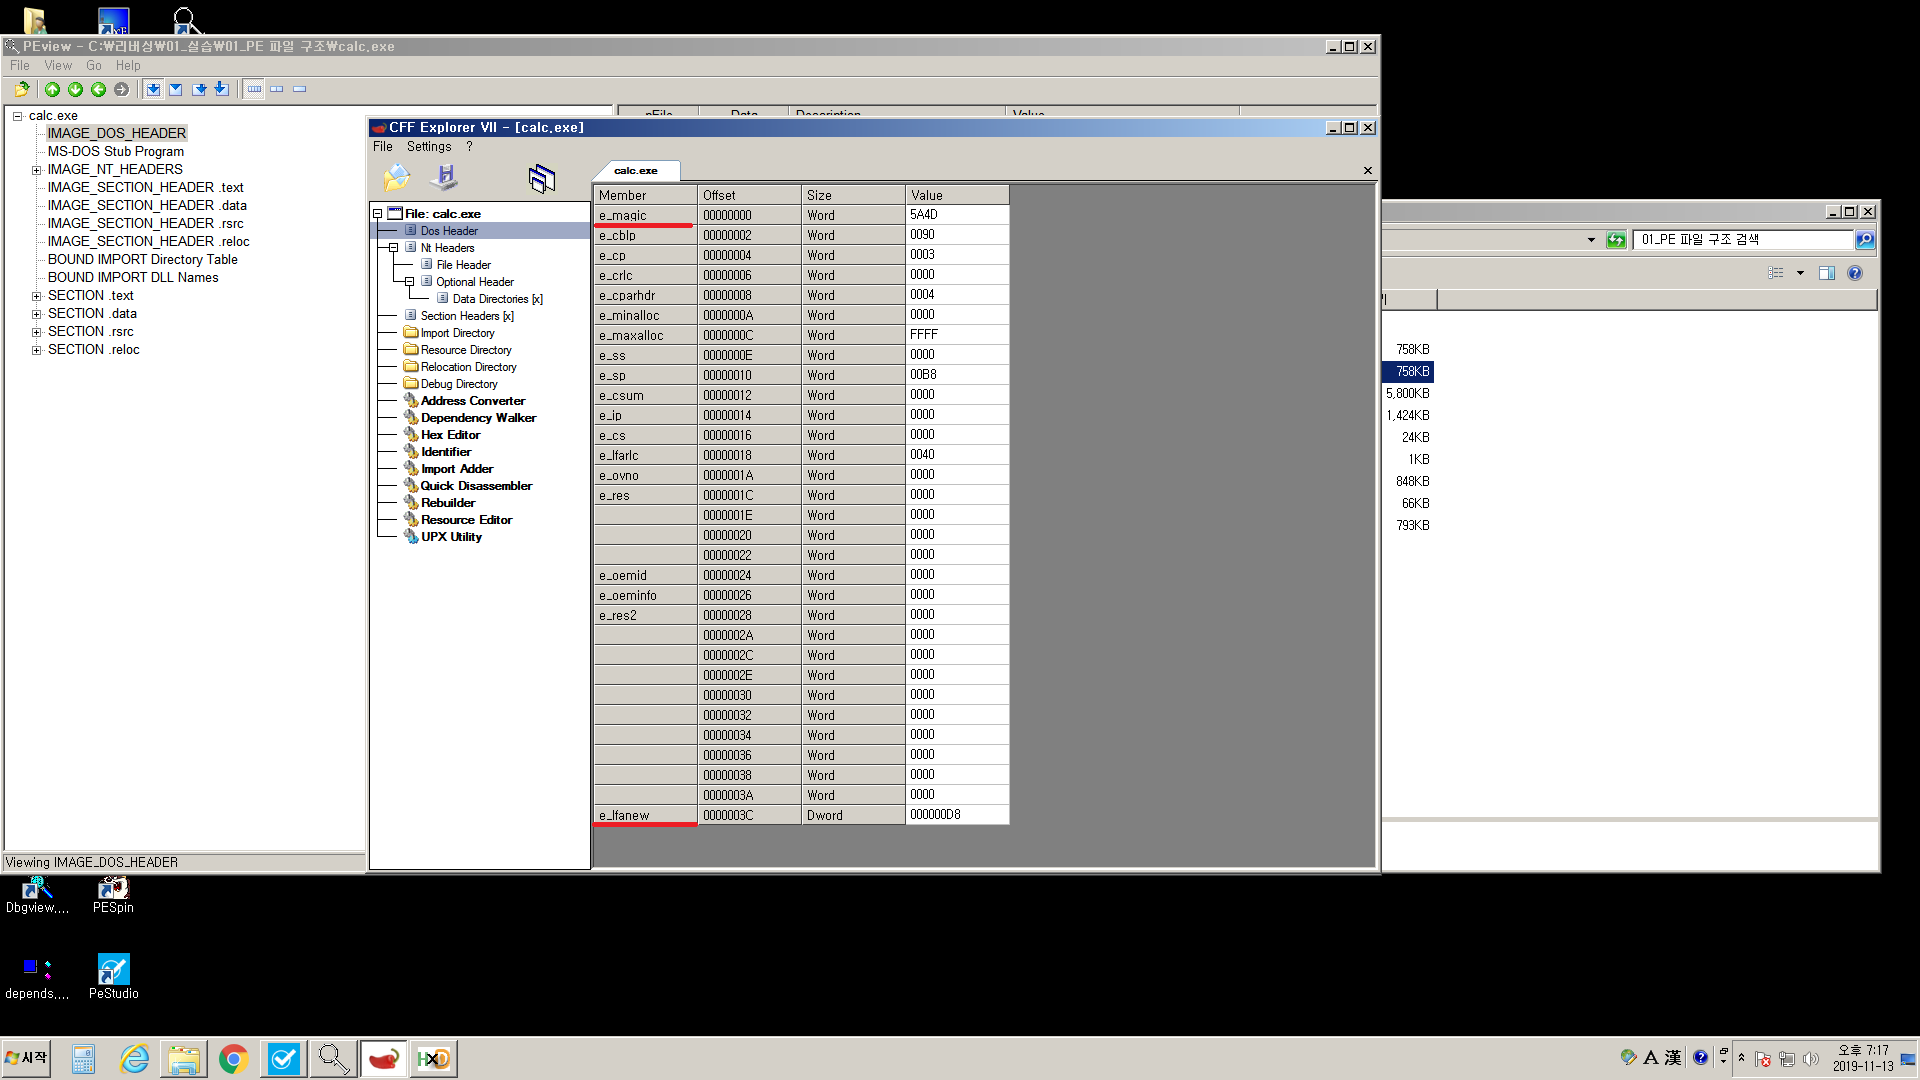 PEview - C:₩리버싱₩01_실습₩01_PE 파일 구조₩calc.exe
File View Go Help
pFile Data Description Value
calc.exe
IMAGE_DOS_HEADER
MS-DOS Stub Program
IMAGE_NT_HEADERS
IMAGE_SECTION_HEADER .text
IMAGE_SECTION_HEADER .data
IMAGE_SECTION_HEADER .rsrc
IMAGE_SECTION_HEADER .reloc
BOUND IMPORT Directory Table
BOUND IMPORT DLL Names
SECTION .text
SECTION .data
SECTION .rsrc
SECTION .reloc
Viewing IMAGE_DOS_HEADER
CFF Explorer VII - [calc.exe]
File Settings ?
calc.exe
File: calc.exe
Dos Header
Nt Headers
File Header
Optional Header
Data Directories [x]
Section Headers [x]
Import Directory
Resource Directory
Relocation Directory
Debug Directory
Address Converter
Dependency Walker
Hex Editor
Identifier
Import Adder
Quick Disassembler
Rebuilder
Resource Editor
UPX Utility
Member Offset Size Value
e_magic 00000000 Word 5A4D
e_cblp 00000002 Word 0090
e_cp 00000004 Word 0003
e_crlc 00000006 Word 0000
e_cparhdr 00000008 Word 0004
e_minalloc 0000000A Word 0000
e_maxalloc 0000000C Word FFFF
e_ss 0000000E Word 0000
e_sp 00000010 Word 00B8
e_csum 00000012 Word 0000
e_ip 00000014 Word 0000
e_cs 00000016 Word 0000
e_lfarlc 00000018 Word 0040
e_ovno 0000001A Word 0000
e_res 0000001C Word 0000
0000001E Word 0000
00000020 Word 0000
00000022 Word 0000
e_oemid 00000024 Word 0000
e_oeminfo 00000026 Word 0000
e_res2 00000028 Word 0000
0000002A Word 0000
0000002C Word 0000
0000002E Word 0000
00000030 Word 0000
00000032 Word 0000
00000034 Word 0000
00000036 Word 0000
00000038 Word 0000
0000003A Word 0000
e_lfanew 0000003C Dword 000000D8
01_PE 파일 구조 검색
758KB
758KB
5,800KB
1,424KB
24KB
1KB
848KB
66KB
793KB
Dbgview,... PESpin
depends,... PeStudio
시작
HXD
A 漢
오후 7:17
2019-11-13